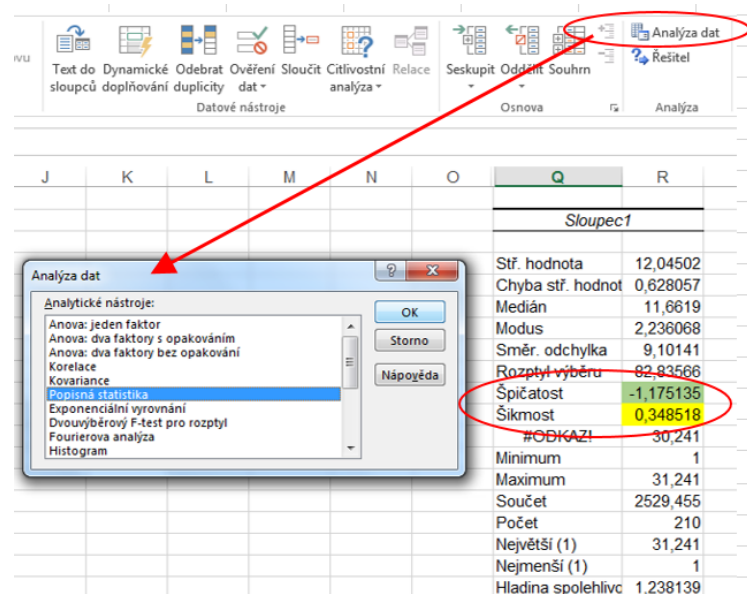 vu
Text do sloupců
Dynamické doplňování
Odebrat duplicity
Ověření dat
Sloučit
Citlivostní analýza
Relace
Datové nástroje
Seskupit
Oddělit
Souhrn
Osnova
Analýza dat
Řešitel
Analýza
J K L M N O Q R
Sloupec1
Stř. hodnota 12,04502
Chyba stř. hodnot 0,628057
Medián 11,6619
Modus 2,236068
Směr. odchylka 9,10141
Rozptyl výběru 82,83566
Špičatost -1,175135
Šikmost 0,348518
#ODKAZ! 30,241
Minimum 1
Maximum 31,241
Součet 2529,455
Počet 210
Největší (1) 31,241
Nejmenší (1) 1
Hladina spolehlivc 1,238139
Analýza dat
Analytické nástroje:
Anova: jeden faktor
Anova: dva faktory s opakováním
Anova: dva faktory bez opakování
Korelace
Kovariance
Popisná statistika
Exponenciální vyrovnání
Dvouvýběrový F-test pro rozptyl
Fourierova analýza
Histogram
OK
Storno
Nápověda